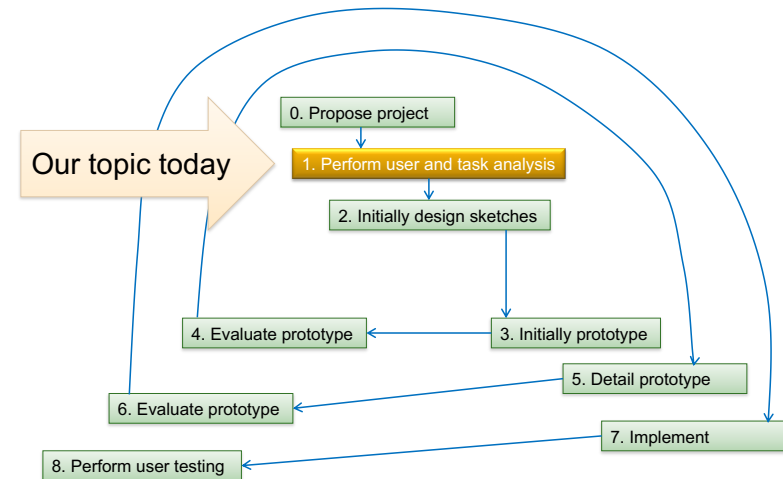 0. Propose project
Our topic today
1. Perform user and task analysis
2. Initially design sketches
4. Evaluate prototype
3. Initially prototype
5. Detail prototype
6. Evaluate prototype
7. Implement
8. Perform user testing